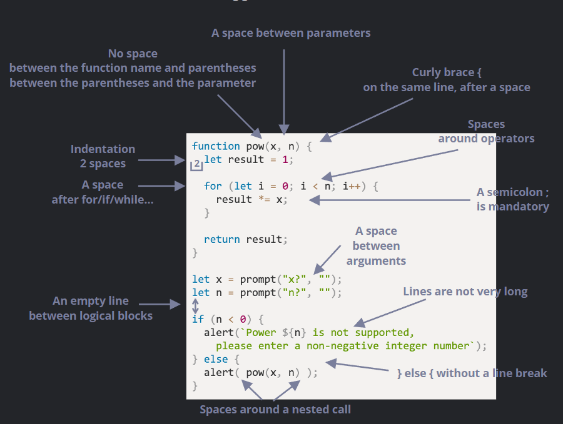 A space between parameters
No space
between the function name and parentheses
between the parentheses and the parameter
Curly brace {
on the same line, after a space
Indentation
2 spaces
Spaces
around operators
A space
after for/if/while...
A semicolon ;
is mandatory
function pow(x, n) {
2 let result = 1;
for (let i = 0; i < n; i++) {
result *= x;
}
return result;
}
A space
between
arguments
let x = prompt("x?", "");
let n = prompt("n?", "");
An empty line
between logical blocks
Lines are not very long
if (n < 0) {
alert(`Power ${n} is not supported,
please enter a non-negative integer number`);
} else {
alert( pow(x, n) );
}
} else { without a line break
Spaces around a nested call